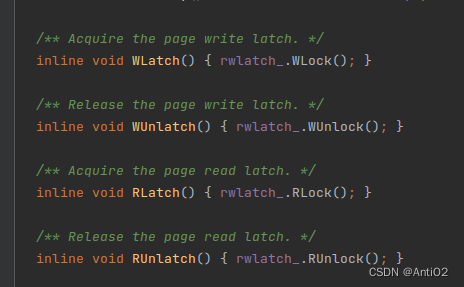 /** Acquire the page write latch. */
inline void WLatch() { rwlatch_.WLock(); }
/** Release the page write latch. */
inline void WUnlatch() { rwlatch_.WUnlock(); }
/** Acquire the page read latch. */
inline void RLatch() { rwlatch_.RLock(); }
/** Release the page read latch. */
inline void RUnlatch() { rwlatch_.RUnlock(); }
CSDN @AntiO2